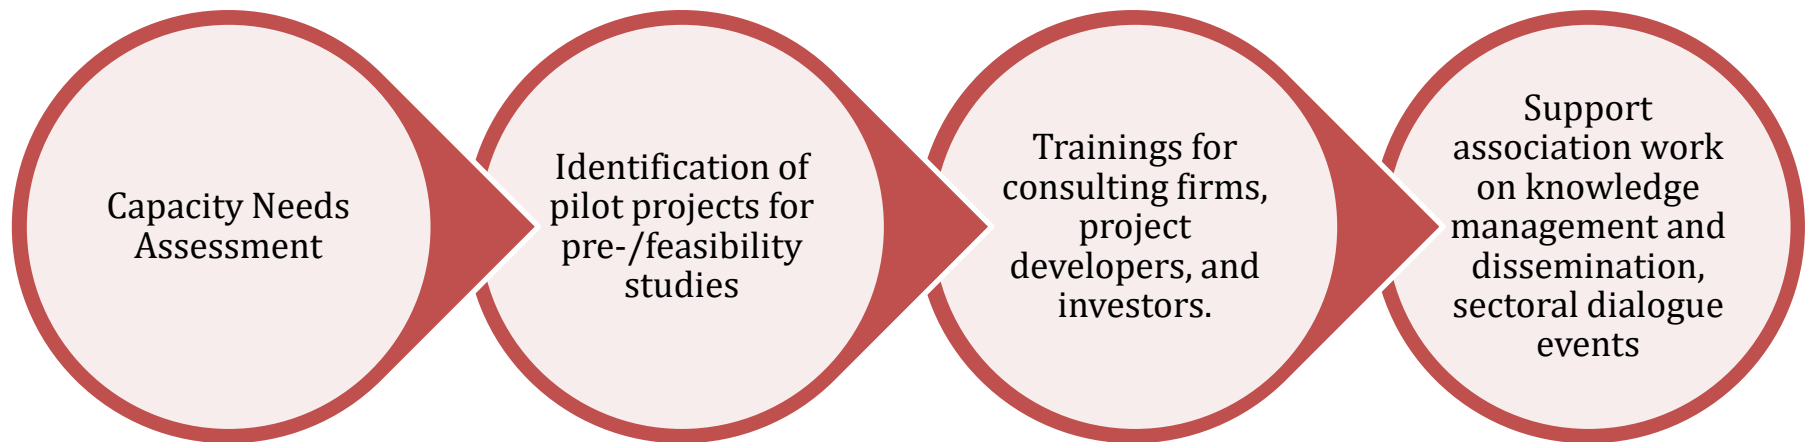 Capacity Needs
Assessment
Identification of
pilot projects for
pre-/feasibility
studies
Trainings for
consulting firms,
project
developers, and
investors.
Support
association work
on knowledge
management and
dissemination,
sectoral dialogue
events